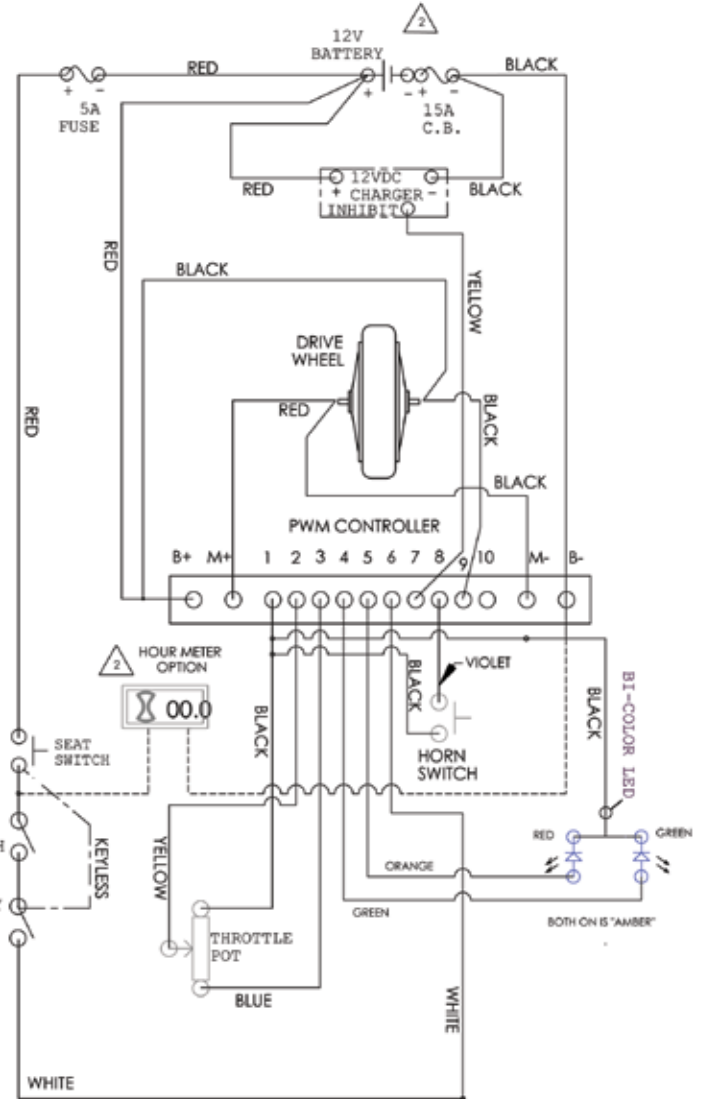 2
12V
BATTERY
RED
BLACK
+
-
+
-
+
-
5A
FUSE
15A
C.B.
12VDC
+ CHARGER -
INHIBIT
RED
BLACK
RED
BLACK
YELLOW
DRIVE
WHEEL
RED
RED
BLACK
BLACK
PWM CONTROLLER
B+ M+ 1 2 3 4 5 6 7 8 9 10 M- B-
2
HOUR METER
OPTION
00.0
VIOLET
BLACK
BLACK
BLACK
BI-COLOR LED
SEAT
SWITCH
HORN
SWITCH
KEYLESS
YELLOW
RED
GREEN
ORANGE
GREEN
BOTH ON IS "AMBER"
THROTTLE
POT
BLUE
WHITE
WHITE